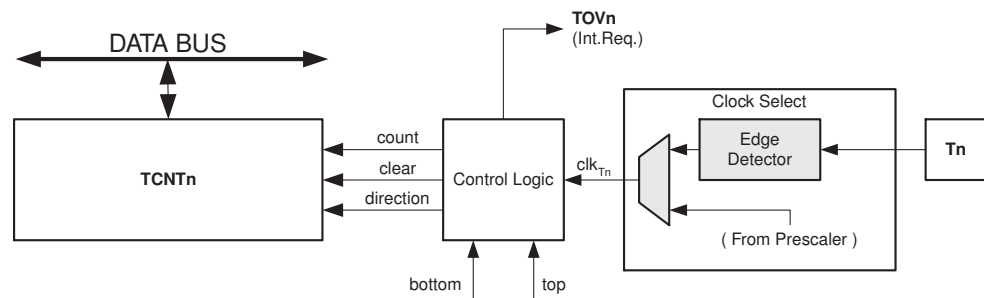 TOVn
(Int.Req.)
DATA BUS
Clock Select
count
Edge
Detector
Tn
TCNTn
clear
Control Logic
clkTn
direction
( From Prescaler )
bottom
top